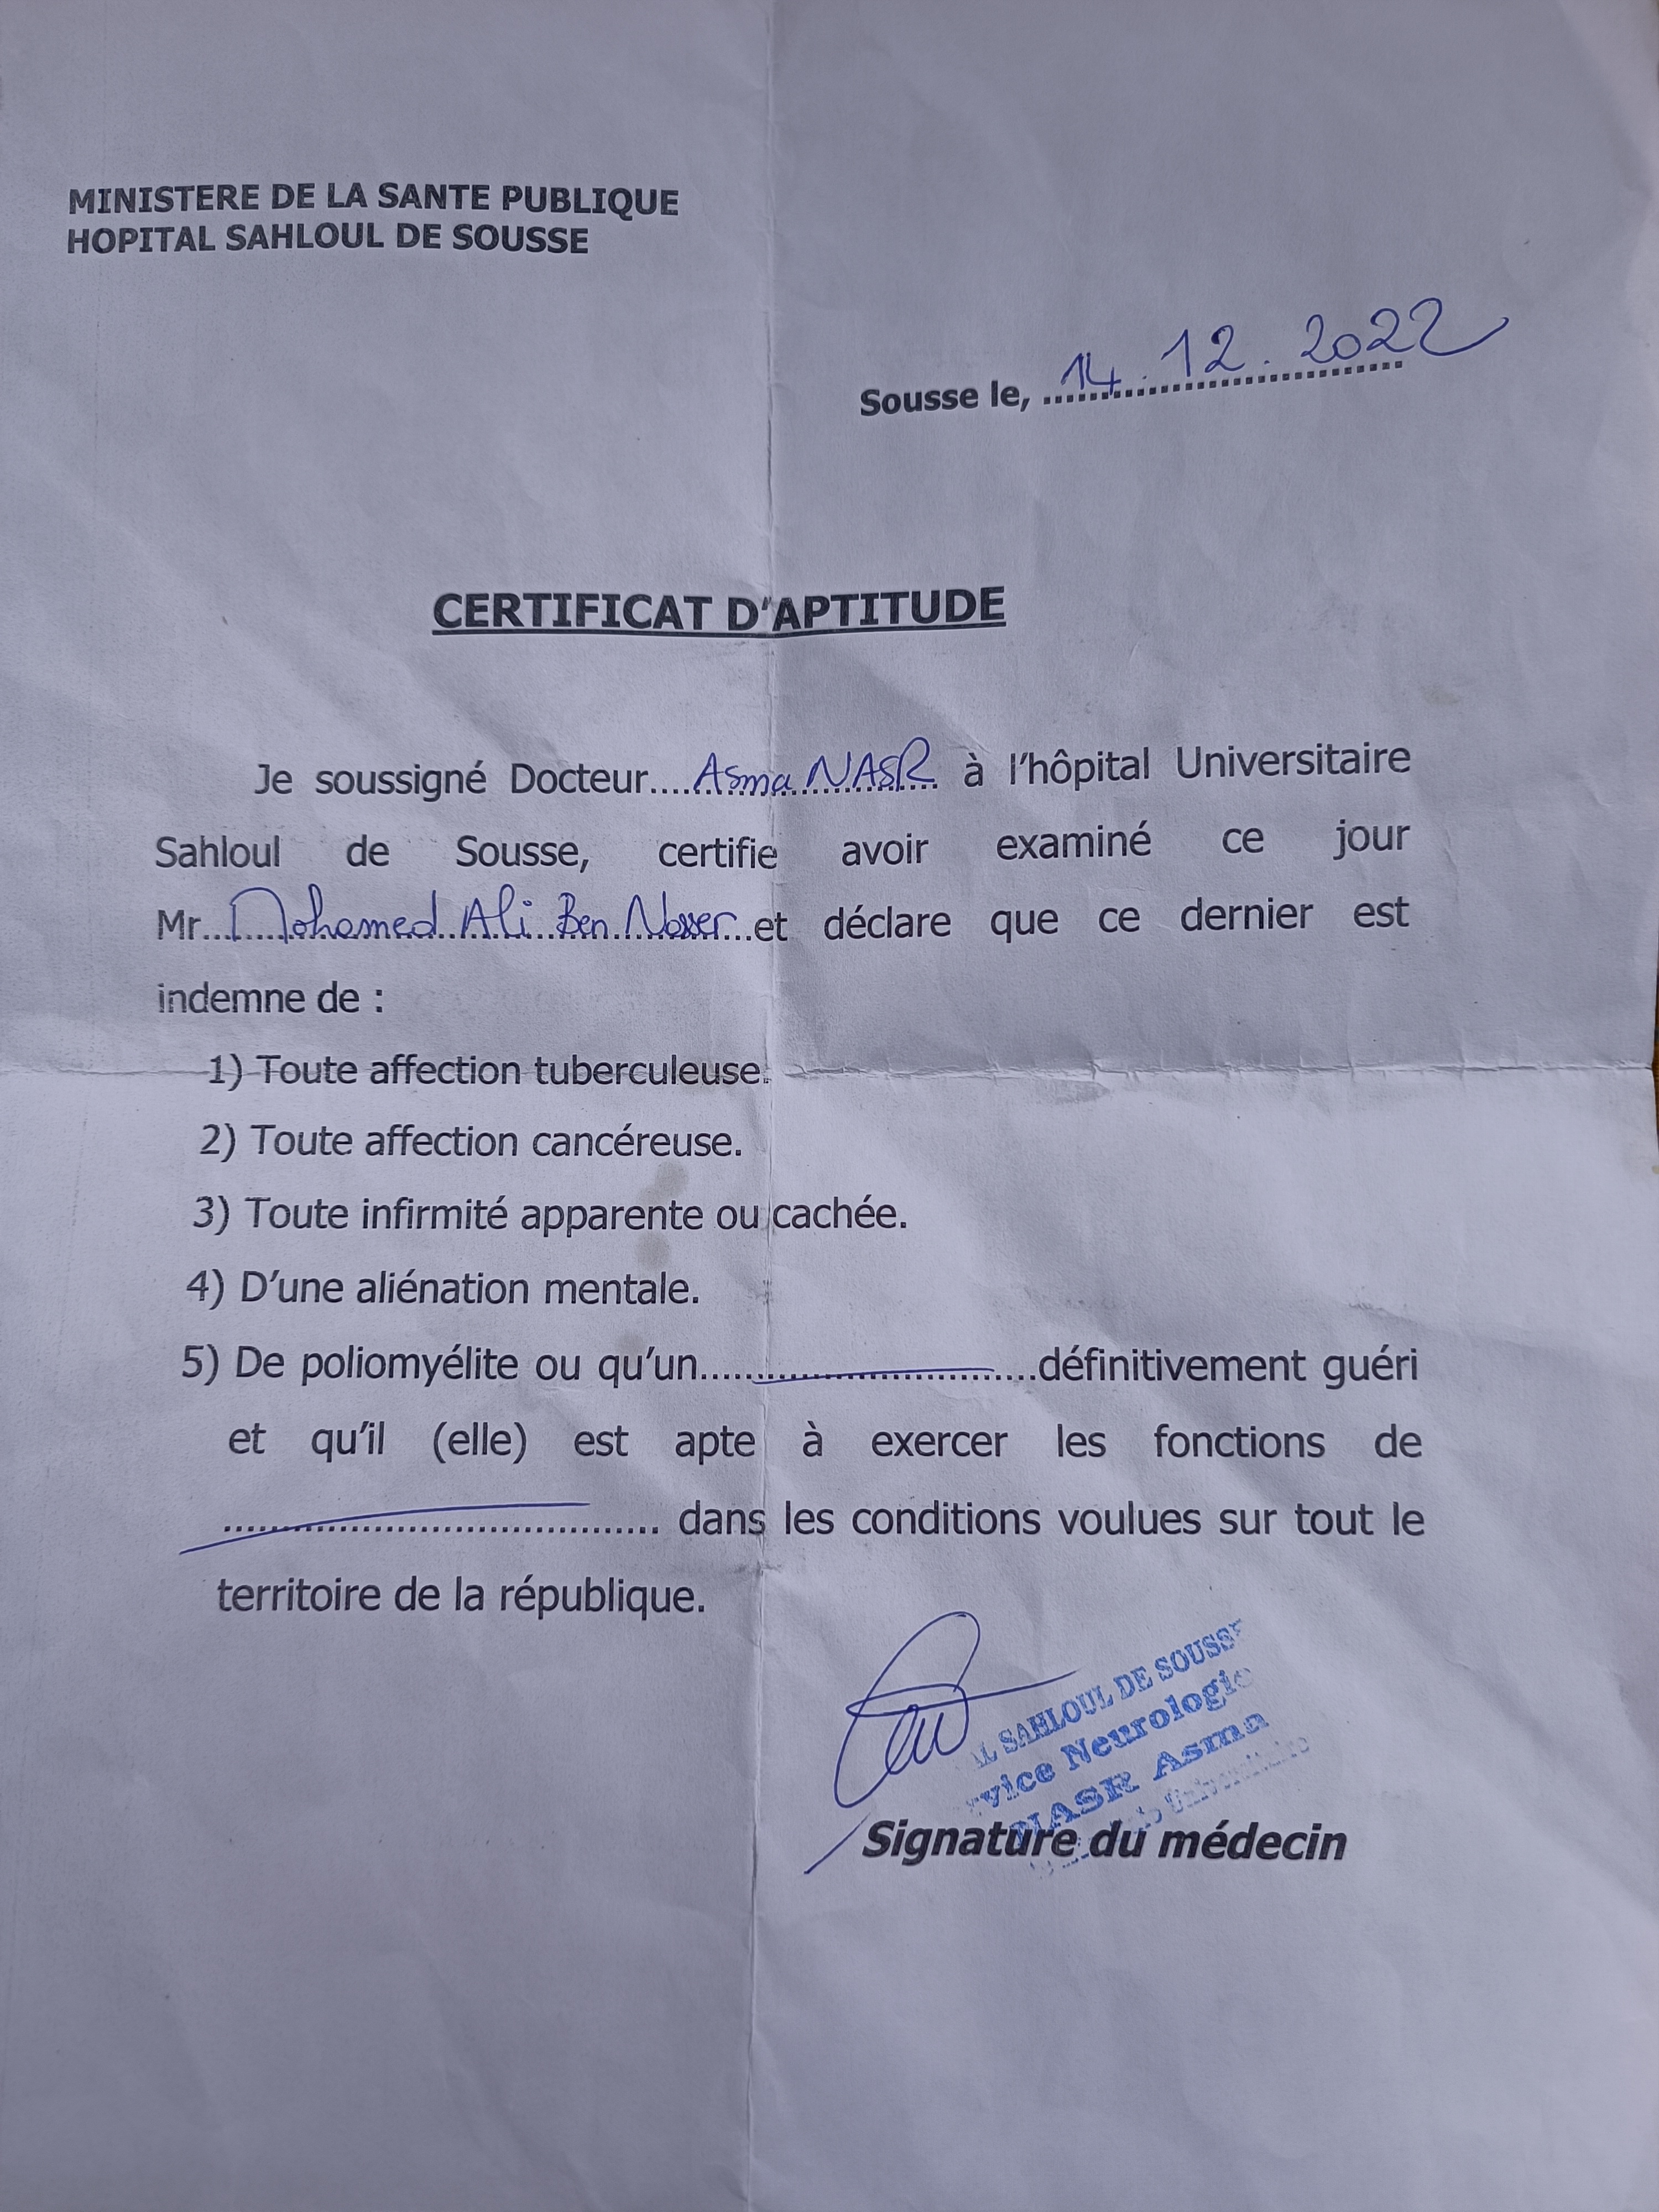 MINISTERE DE LA SANTE PUBLIQUE
HOPITAL SAHLOUL DE SOUSSE
Sousse le, 14.12.2022
CERTIFICAT D'APTITUDE
Je soussigné Docteur....Asma NASR à l'hôpital Universitaire
Sahloul de Sousse, certifie avoir examiné ce jour
Mr...Mohamed Ali Ben Nasser...et déclare que ce dernier est
indemne de :
1) Toute affection tuberculeuse.
2) Toute affection cancéreuse.
3) Toute infirmité apparente ou cachée.
4) D'une aliénation mentale.
5) De poliomyélite ou qu'un..............................définitivement guéri
et qu'il (elle) est apte à exercer les fonctions de
........................................ dans les conditions voulues sur tout le
territoire de la république.
SAHLOUL DE SOUSSE
vice Neurologie
NASR Asma
Universitaire
Signature du médecin